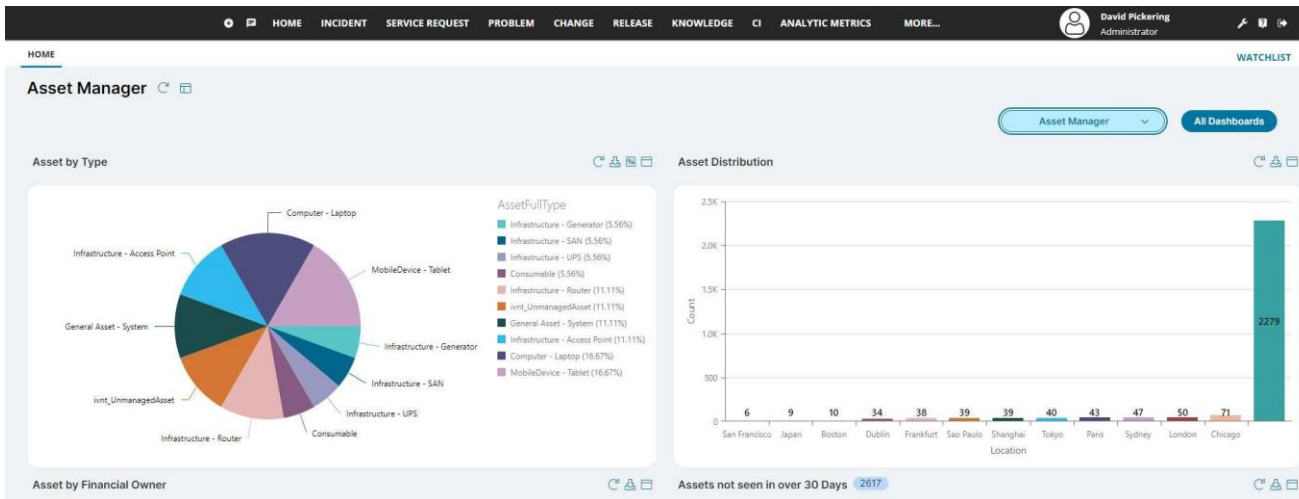 HOME INCIDENT SERVICE REQUEST PROBLEM CHANGE RELEASE KNOWLEDGE CI ANALYTIC METRICS MORE...
David Pickering
Administrator
HOME
WATCHLIST
Asset Manager
Asset Manager
All Dashboards
Asset by Type
Computer - Laptop
Infrastructure - Access Point
MobileDevice - Tablet
General Asset - System
Infrastructure - Generator
Infrastructure - SAN
ivnt_UnmanagedAsset
Infrastructure - UPS
Infrastructure - Router
Consumable
AssetFullType
Infrastructure - Generator (5.56%)
Infrastructure - SAN (5.56%)
Infrastructure - UPS (5.56%)
Consumable (5.56%)
Infrastructure - Router (11.11%)
ivnt_UnmanagedAsset (11.11%)
General Asset - System (11.11%)
Infrastructure - Access Point (11.11%)
Computer - Laptop (16.67%)
MobileDevice - Tablet (16.67%)
Asset Distribution
2.5K
2.0K
1.5K
1.0K
500
0
Count
2279
6 9 10 34 38 39 39 40 43 47 50 71
San Francisco Japan Boston Dublin Frankfurt Sao Paulo Shanghai Tokyo Paris Sydney London Chicago
Location
Asset by Financial Owner
Assets not seen in over 30 Days 2617